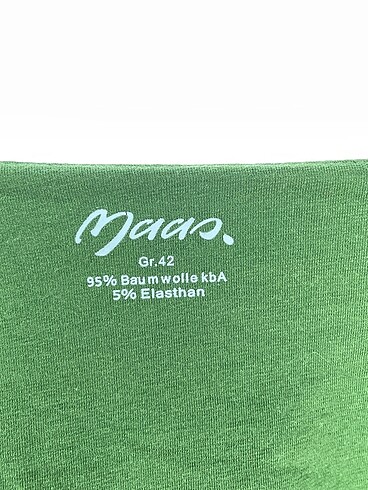 Maas.
Gr.42
95% Baumwolle kbA
5% Elasthan